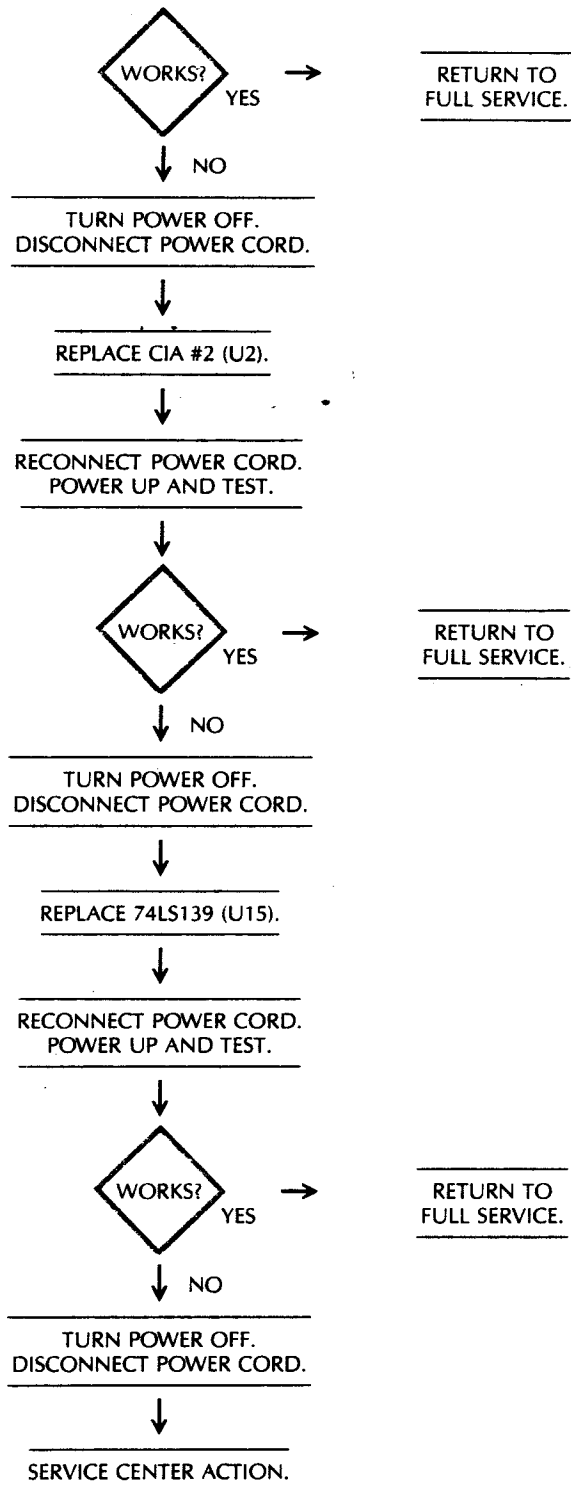 WORKS?
YES
RETURN TO
FULL SERVICE.
NO
TURN POWER OFF.
DISCONNECT POWER CORD.
REPLACE CIA #2 (U2).
RECONNECT POWER CORD.
POWER UP AND TEST.
WORKS?
YES
RETURN TO
FULL SERVICE.
NO
TURN POWER OFF.
DISCONNECT POWER CORD.
REPLACE 74LS139 (U15).
RECONNECT POWER CORD.
POWER UP AND TEST.
WORKS?
YES
RETURN TO
FULL SERVICE.
NO
TURN POWER OFF.
DISCONNECT POWER CORD.
SERVICE CENTER ACTION.